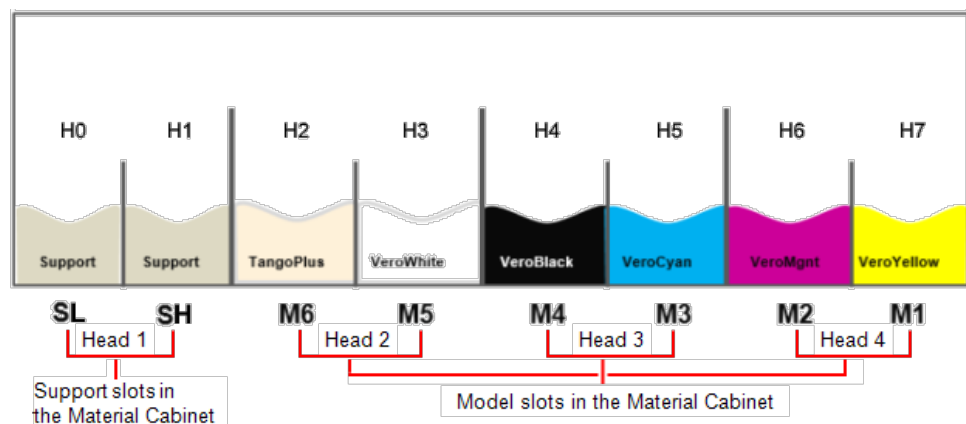 H0 H1 H2 H3 H4 H5 H6 H7
Support Support TangoPlus VeroWhite VeroBlack VeroCyan VeroMgnt VeroYellow
SL SH M6 M5 M4 M3 M2 M1
Head 1 Head 2 Head 3 Head 4
Support slots in
the Material Cabinet
Model slots in the Material Cabinet